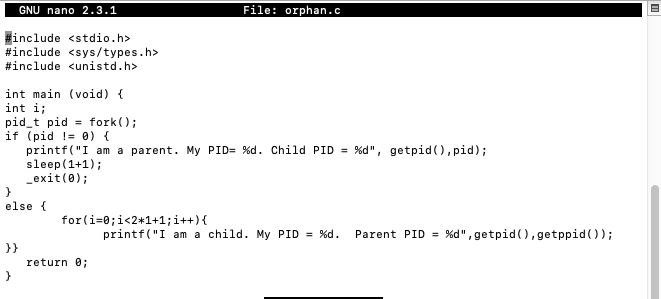 GNU nano 2.3.1 File: orphan.c
#include <stdio.h>
#include <sys/types.h>
#include <unistd.h>
int main (void) {
int i;
pid_t pid = fork();
if (pid != 0) {
printf("I am a parent. My PID= %d. Child PID = %d", getpid(),pid);
sleep(1+1);
_exit(0);
}
else {
for(i=0;i<2*1+1;i++){
printf("I am a child. My PID = %d.  Parent PID = %d",getpid(),getppid());
}}
return 0;
}